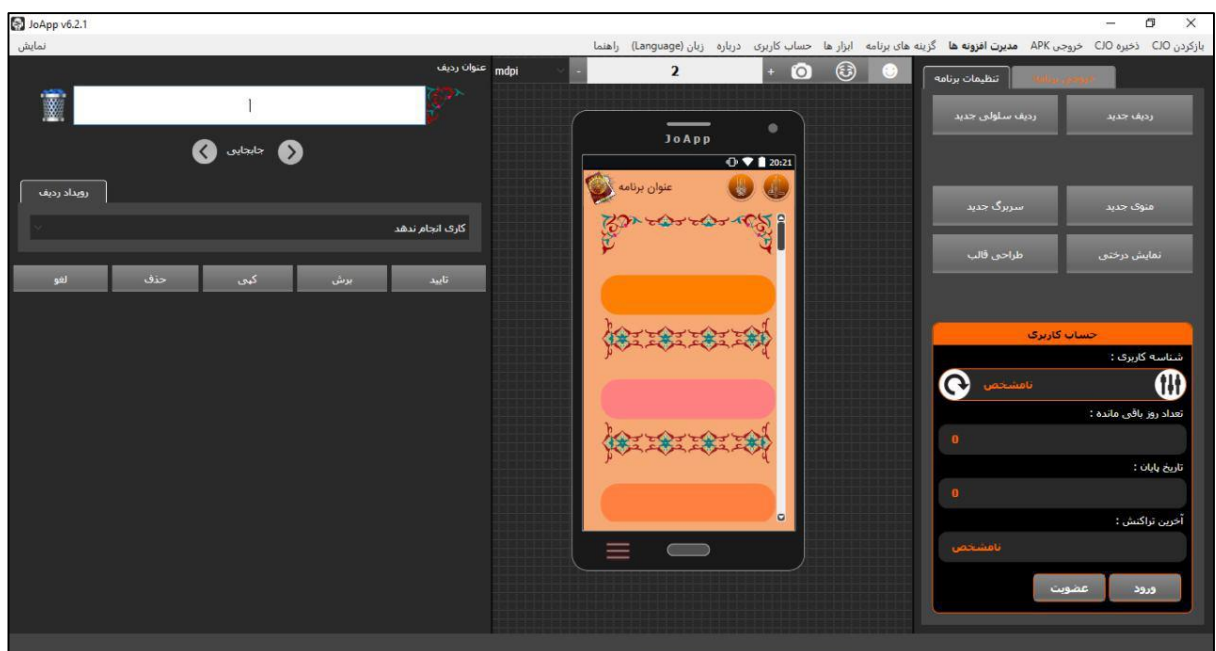 JoApp v6.2.1
بازکردن CJO ذخیره CJO خروجی APK مدیرت افزونه ها گزینه های برنامه ابزار ها حساب کاربری درباره زبان (Language) راهنما
نمایش
عنوان ردیف
جابجایی
رویداد ردیف
کاری انجام ندهد
تایید برش کپی حذف لغو
mdpi - 2 +
JoApp
20:21
عنوان برنامه
خروجی برنامه تنظیمات برنامه
ردیف جدید ردیف سلولی جدید
منوی جدید سربرگ جدید
نمایش درختی طراحی قالب
حساب کاربری
شناسه کاربری :
نامشخص
تعداد روز باقی مانده :
0
تاریخ پایان :
0
آخرین تراکنش :
نامشخص
ورود عضویت